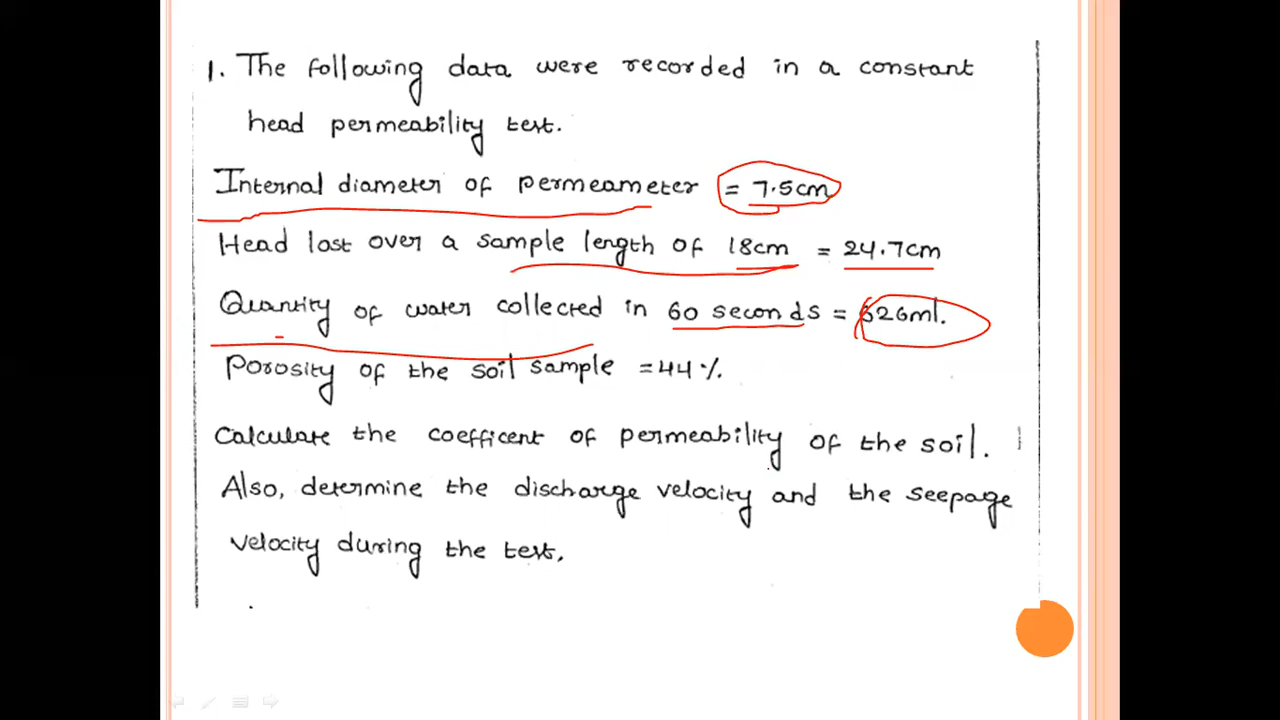 1. The following data were recorded in a constant
head permeability test.
Internal diameter of permeameter = 7.5cm
Head lost over a sample length of 18cm = 24.7cm
Quantity of water collected in 60 seconds = 626ml.
Porosity of the soil sample = 44%
Calculate the coefficent of permeability of the soil.
Also, determine the discharge velocity and the seepage
velocity during the test.